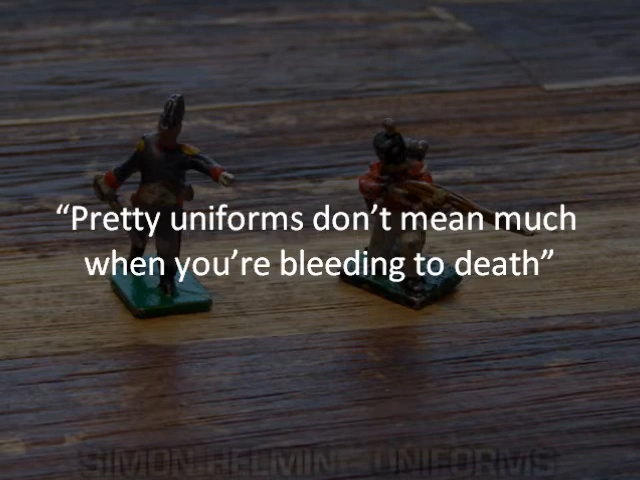 “Pretty uniforms don’t mean much
when you’re bleeding to death”
SIMON UNIFORMS